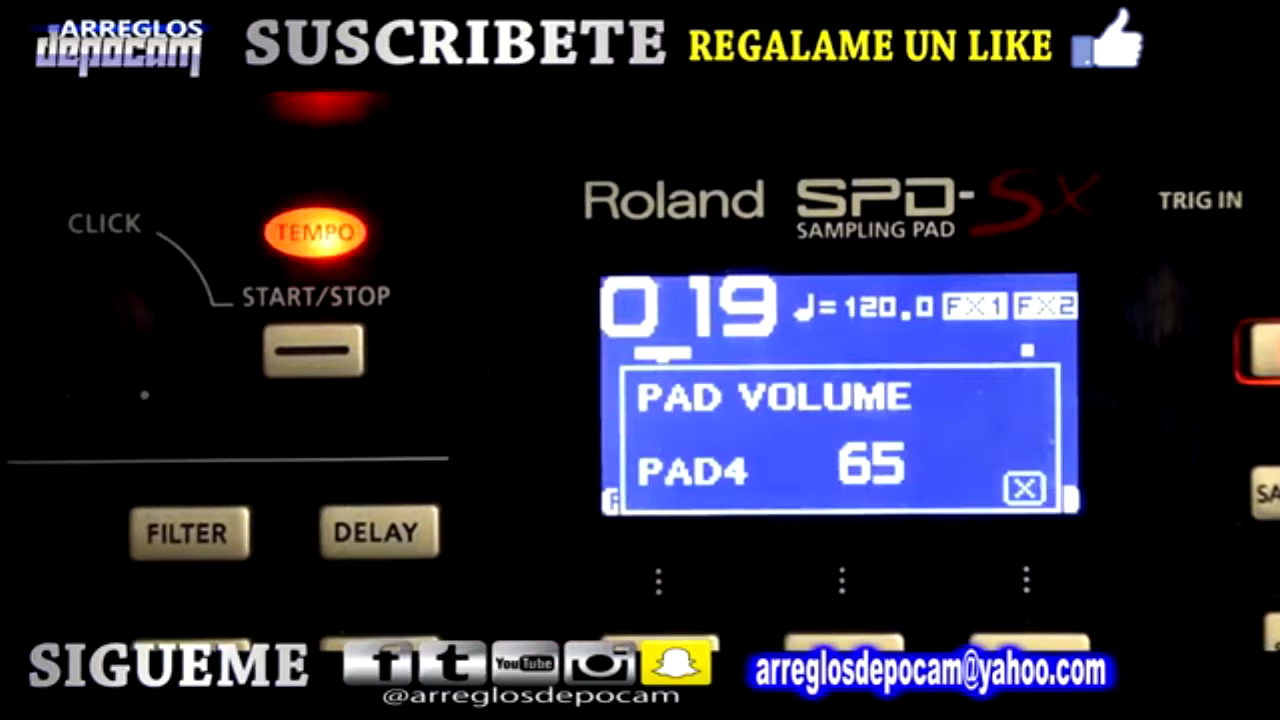 ARREGLOS
depocam
SUSCRIBETE
REGALAME UN LIKE
Roland SPD-SX
SAMPLING PAD
TRIG IN
CLICK
TEMPO
START/STOP
019 ♩=120.0 FX1 FX2
PAD VOLUME
PAD4 65
X
FILTER
DELAY
SA
SIGUEME
f t YouTube
@arreglosdepocam
arreglosdepocam@yahoo.com